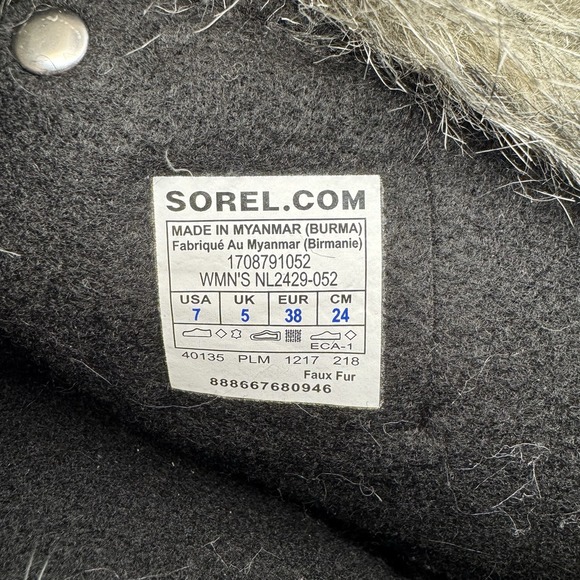 SOREL.COM
MADE IN MYANMAR (BURMA)
Fabriqué Au Myanmar (Birmanie)
1708791052
WMN'S NL2429-052
USA UK EUR CM
7 5 38 24
ECA-1
40135 PLM 1217 218
Faux Fur
888667680946